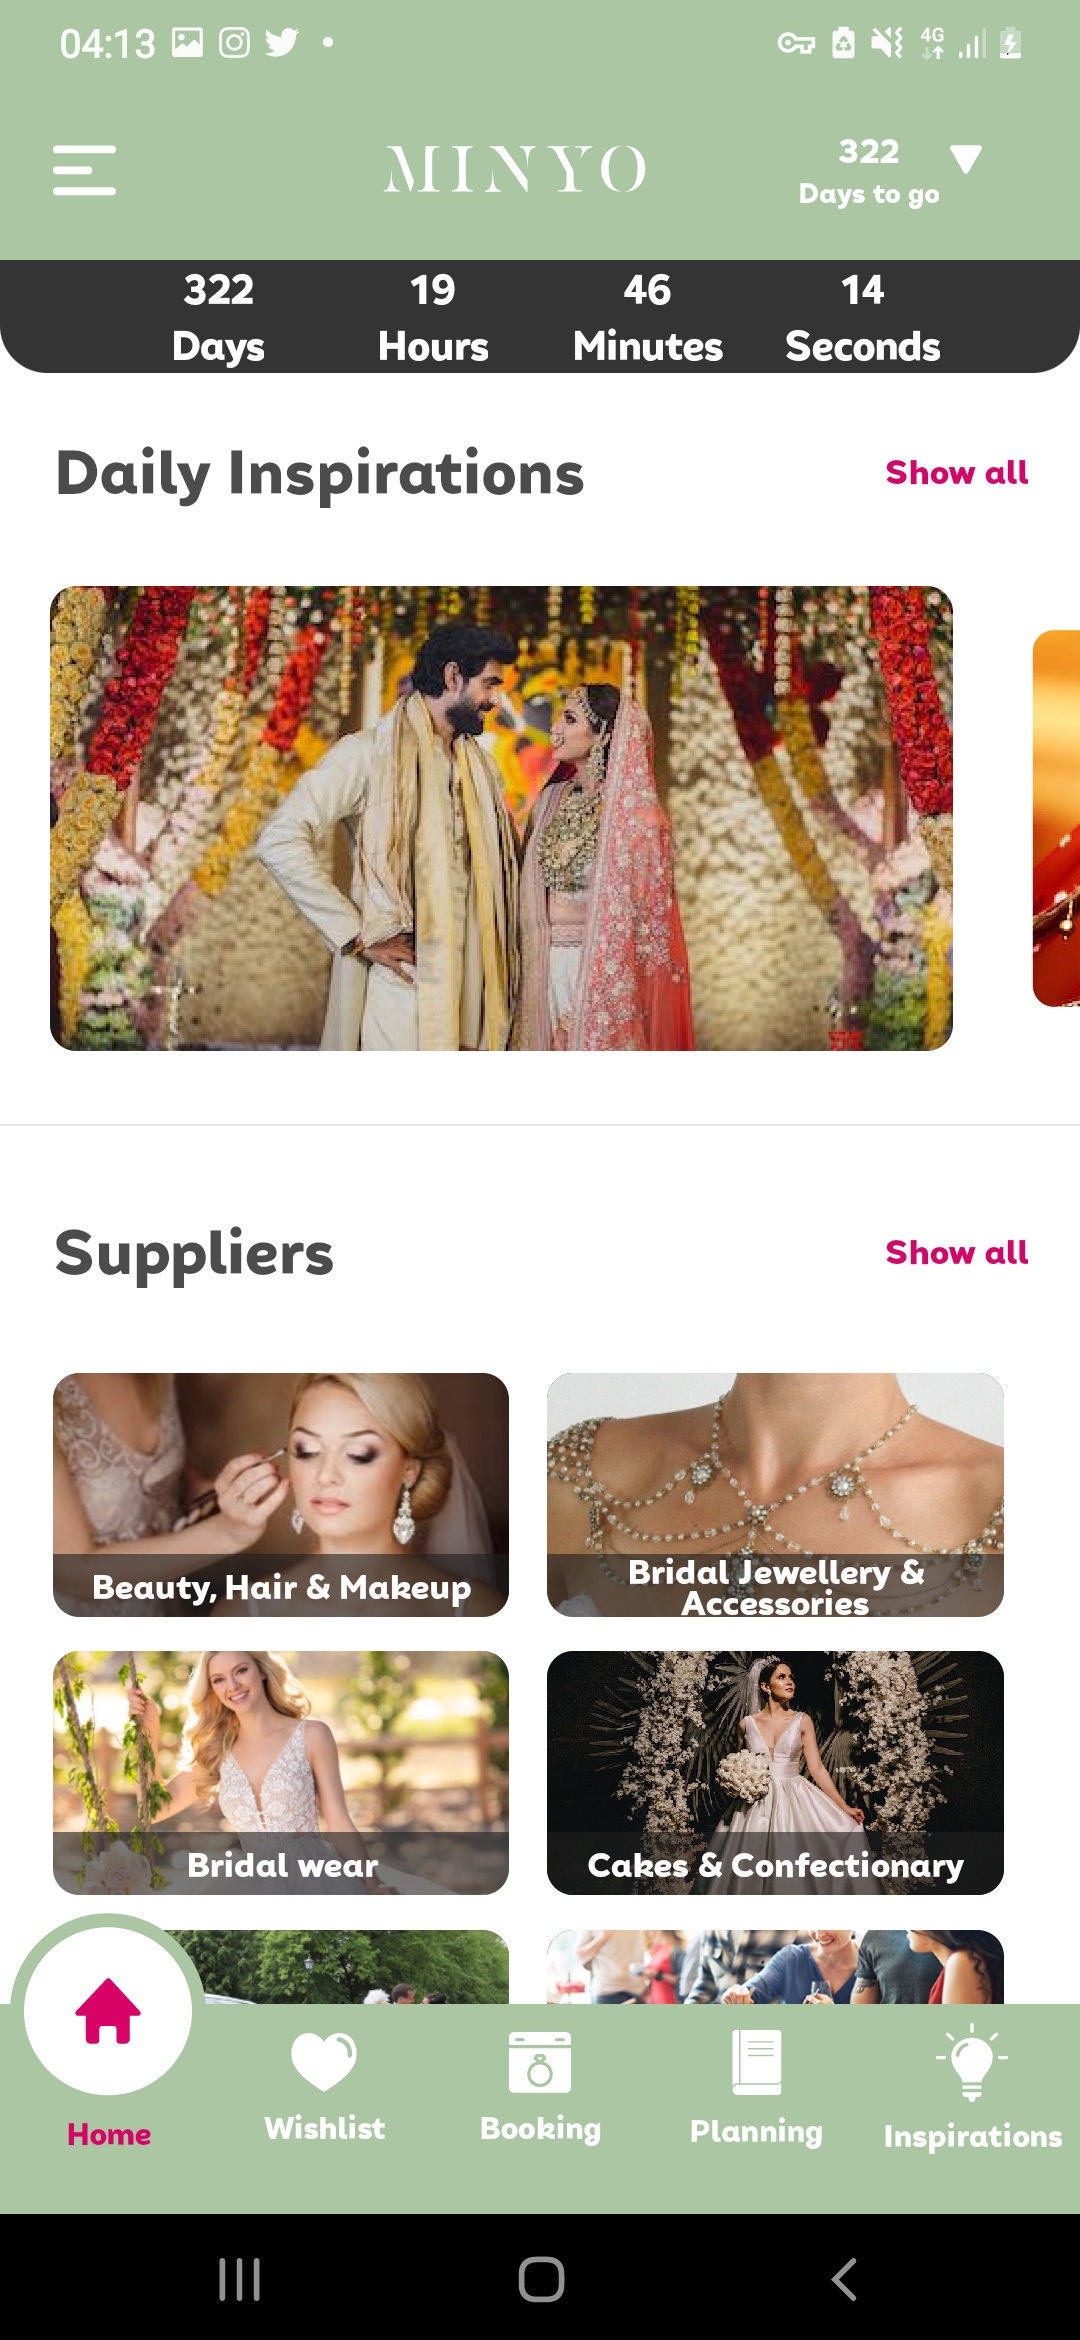 04:13
4G
MINYO
322
Days to go
322 19 46 14
Days Hours Minutes Seconds
Daily Inspirations
Show all
Suppliers
Show all
Beauty, Hair & Makeup
Bridal Jewellery &
Accessories
Bridal wear
Cakes & Confectionary
Home
Wishlist
Booking
Planning
Inspirations